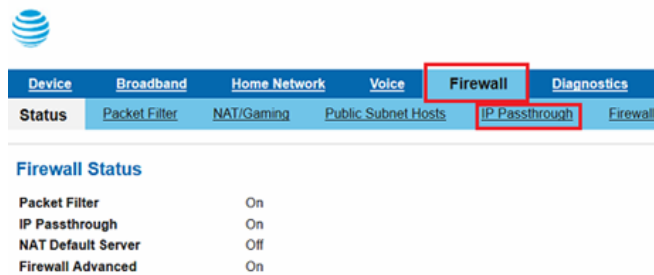 Device Broadband Home Network Voice Firewall Diagnostics
Status Packet Filter NAT/Gaming Public Subnet Hosts IP Passthrough Firewall
Firewall Status
Packet Filter On
IP Passthrough On
NAT Default Server Off
Firewall Advanced On